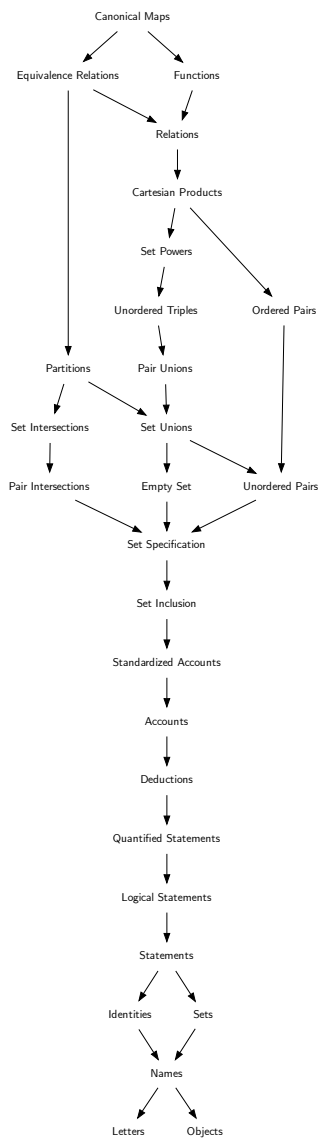 Canonical Maps
Equivalence Relations
Functions
Relations
Cartesian Products
Set Powers
Unordered Triples
Ordered Pairs
Partitions
Pair Unions
Set Intersections
Set Unions
Pair Intersections
Empty Set
Unordered Pairs
Set Specification
Set Inclusion
Standardized Accounts
Accounts
Deductions
Quantified Statements
Logical Statements
Statements
Identities
Sets
Names
Letters
Objects